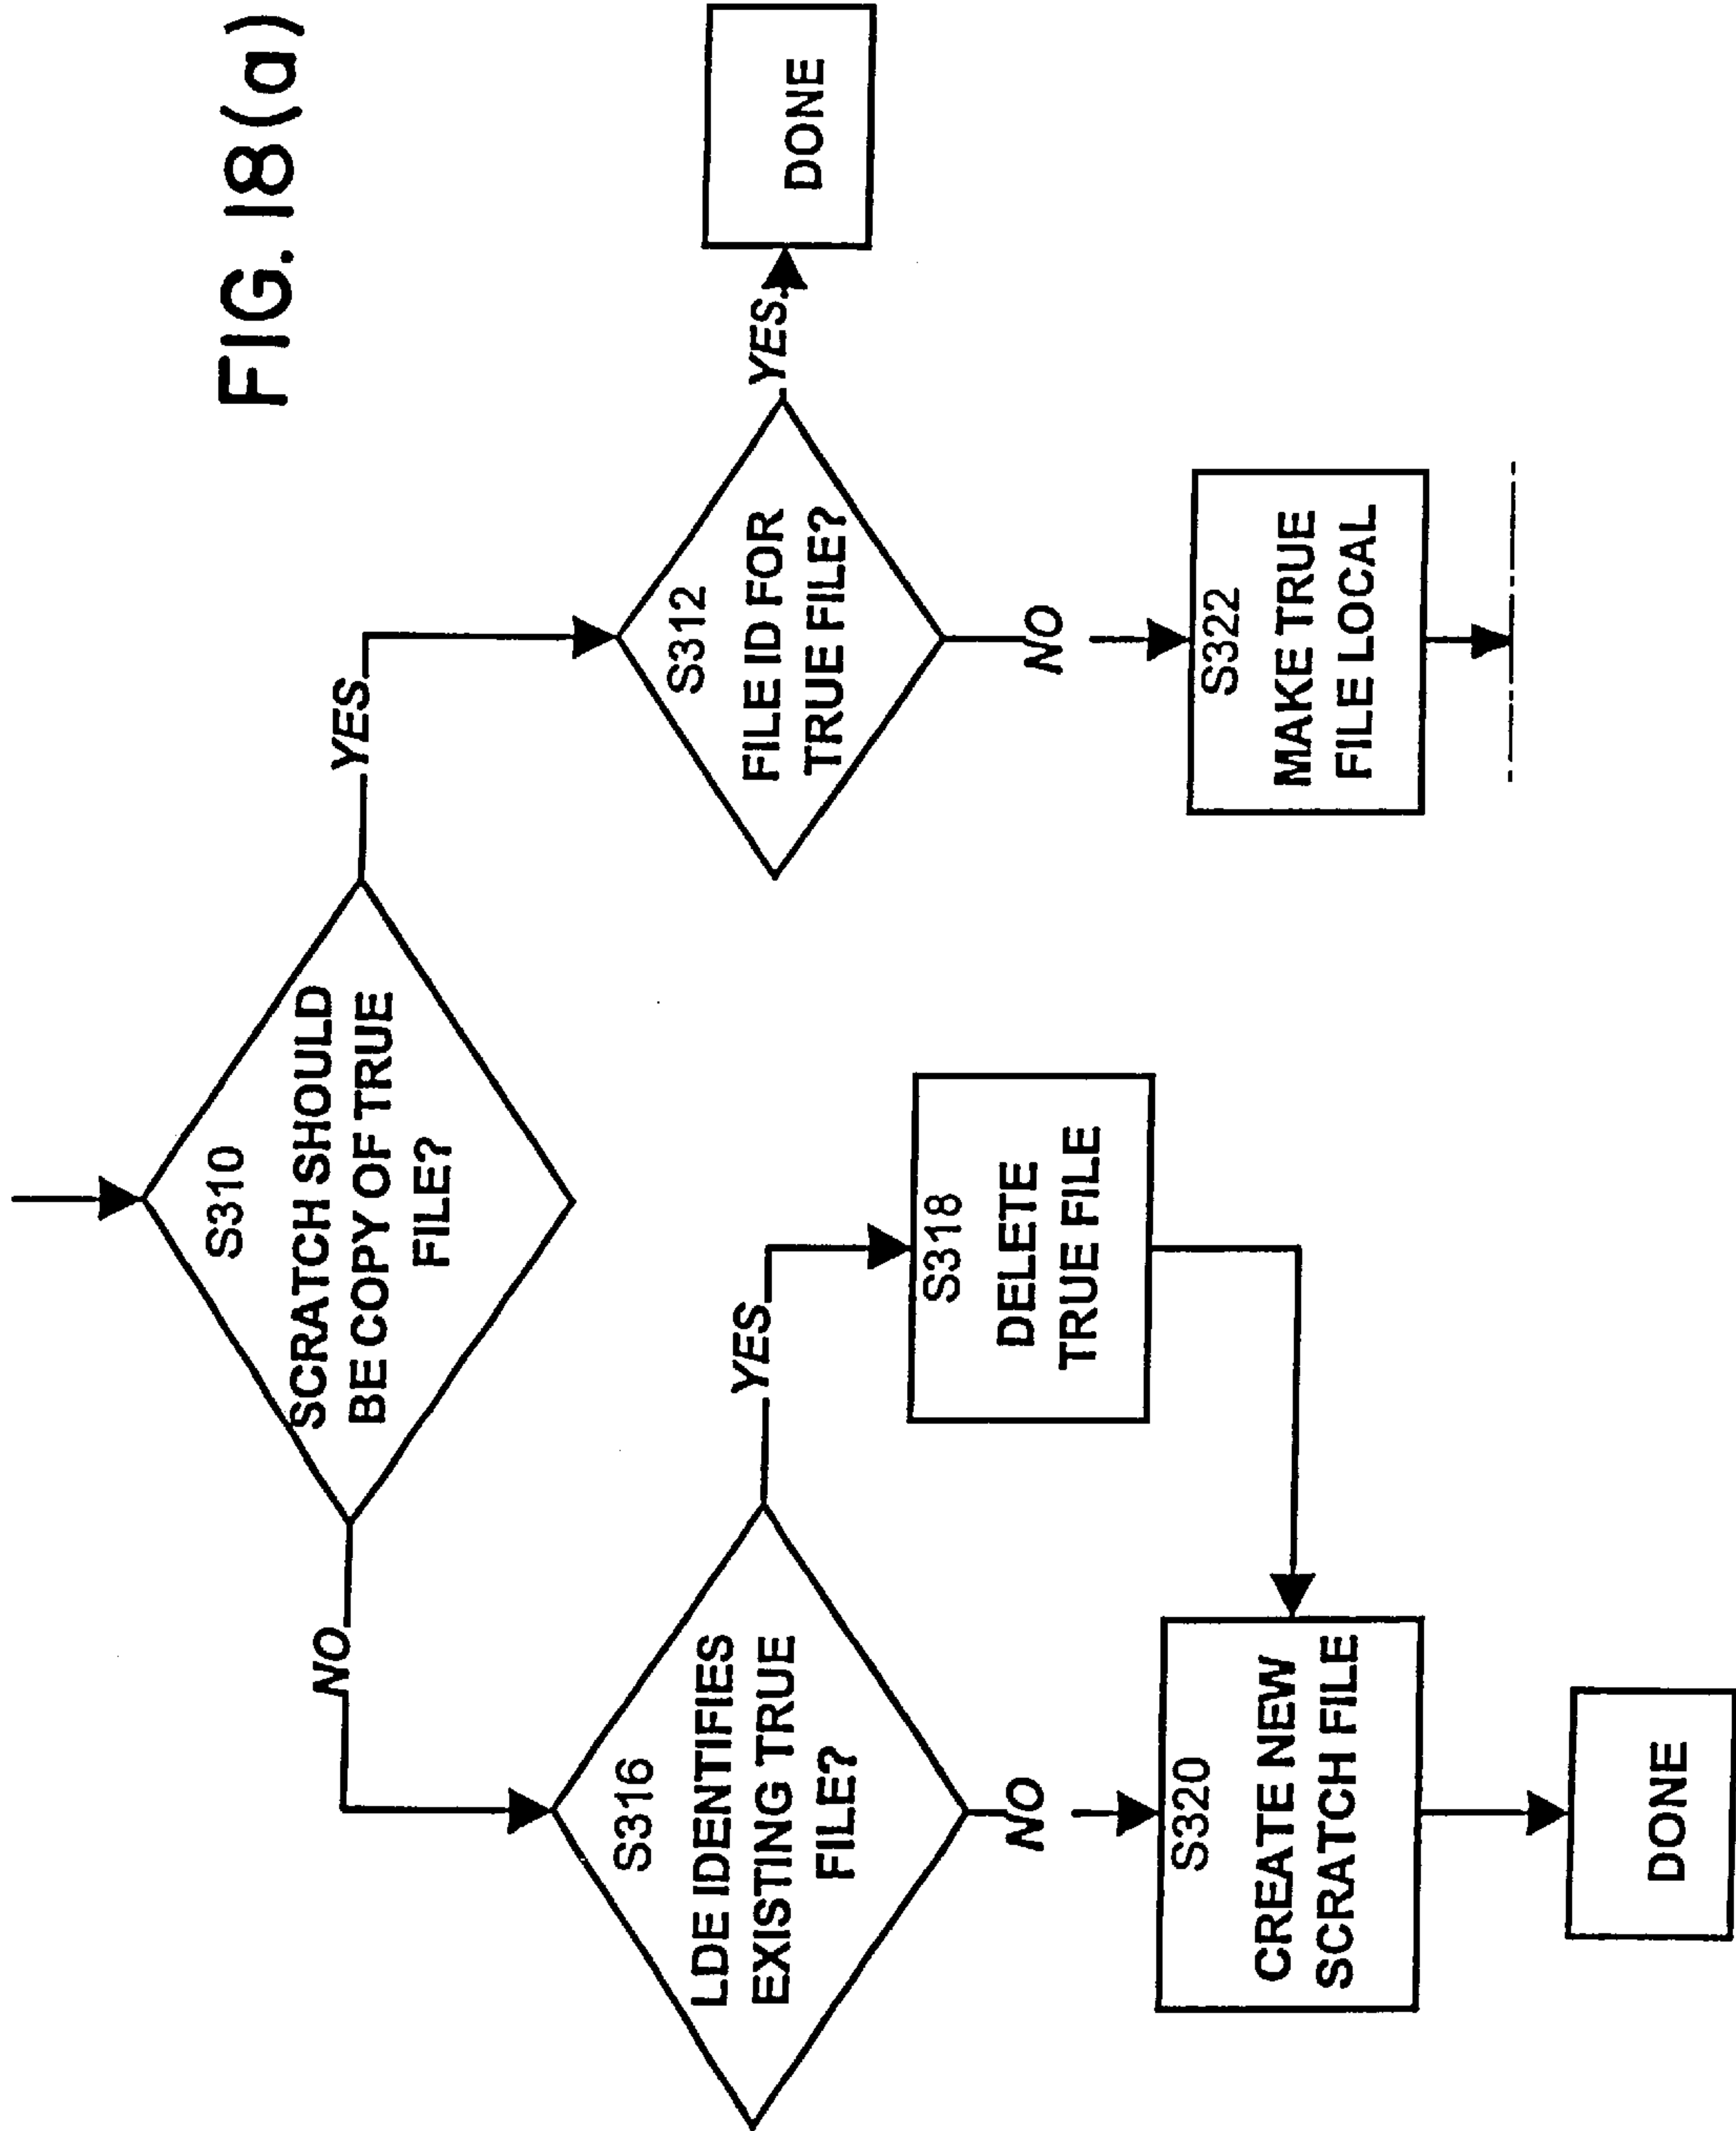 FIG. 18(a)
S310
SCRATCH SHOULD
BE COPY OF TRUE
FILE?
NO
YES
S316
LDE IDENTIFIES
EXISTING TRUE
FILE?
YES
NO
S318
DELETE
TRUE FILE
S320
CREATE NEW
SCRATCH FILE
DONE
S312
FILE ID FOR
TRUE FILE?
YES
DONE
NO
S322
MAKE TRUE
FILE LOCAL